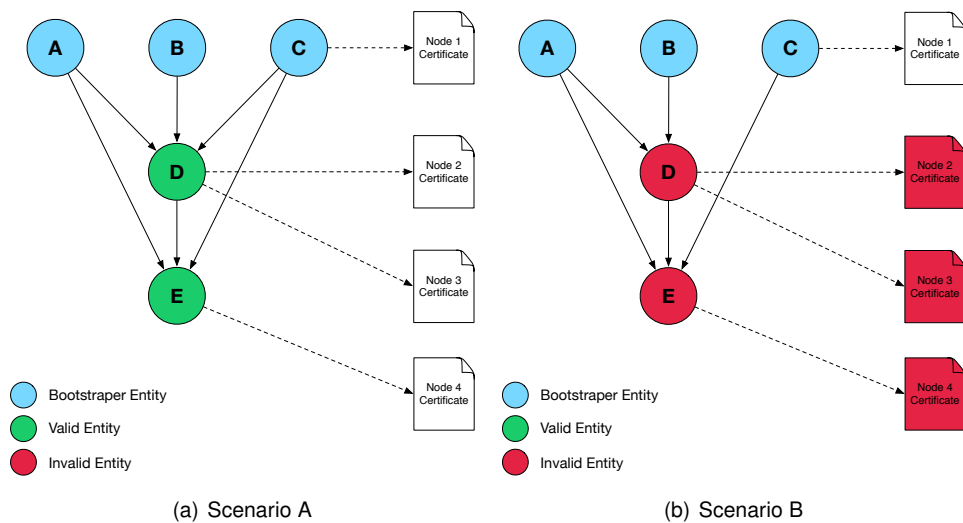 A
B
C
Node 1
Certificate
D
Node 2
Certificate
Node 3
Certificate
E
Node 4
Certificate
Bootstraper Entity
Valid Entity
Invalid Entity
(a) Scenario A
A
B
C
Node 1
Certificate
D
Node 2
Certificate
Node 3
Certificate
E
Node 4
Certificate
Bootstraper Entity
Valid Entity
Invalid Entity
(b) Scenario B